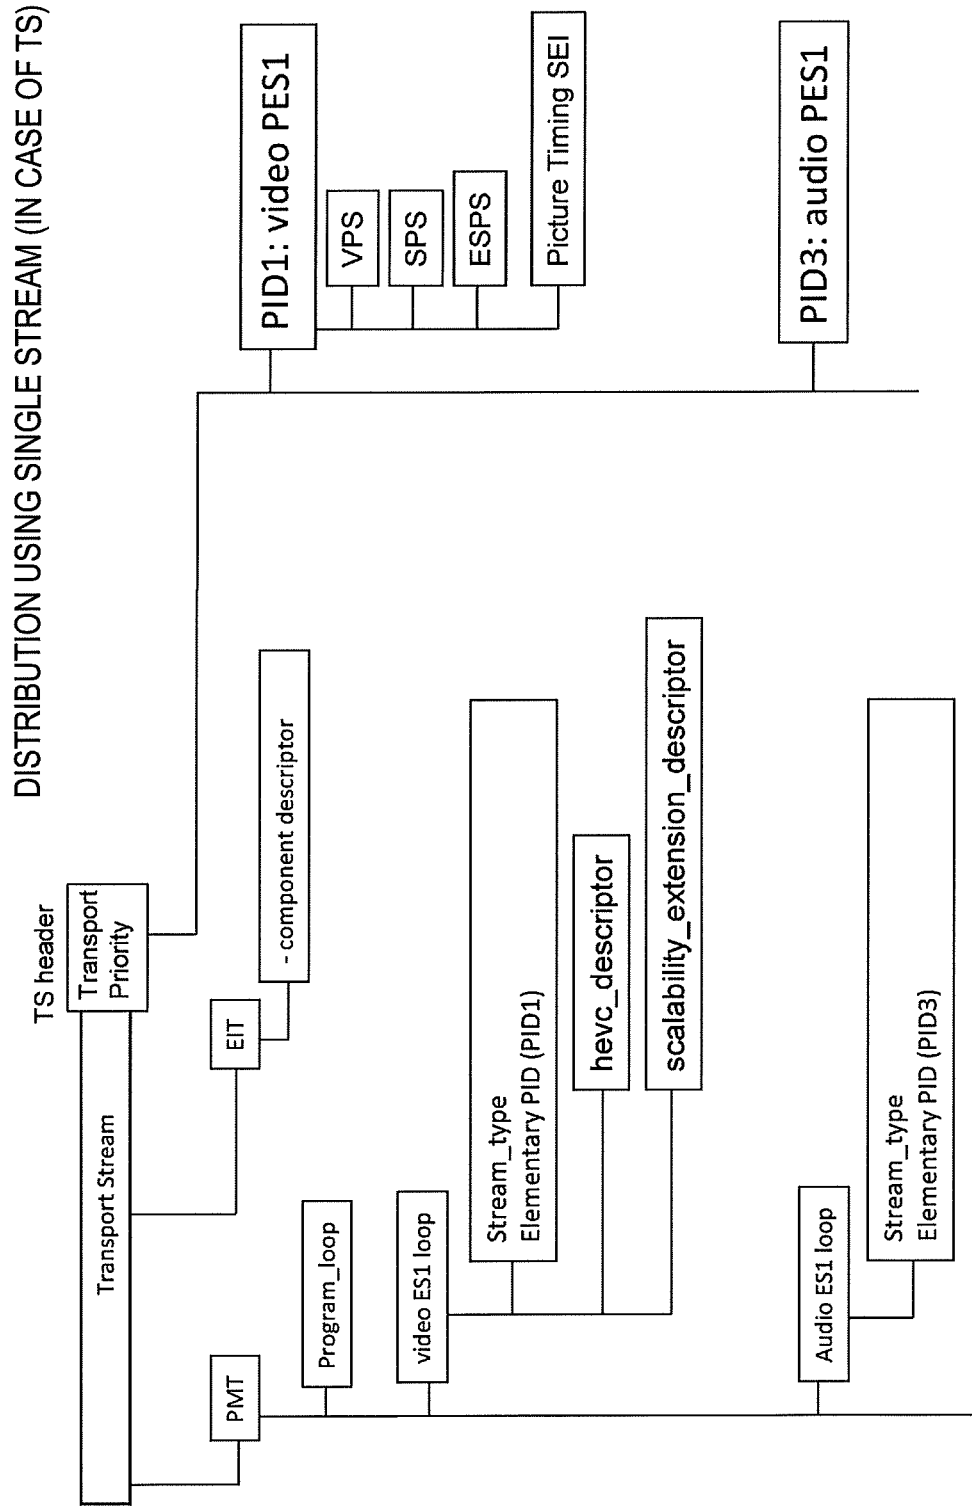 DISTRIBUTION USING SINGLE STREAM (IN CASE OF TS)
TS header
Transport Stream
Transport
Priority
PMT
EIT
- component descriptor
Program_loop
video ES1 loop
Stream_type
Elementary PID (PID1)
hevc_descriptor
scalability_extension_descriptor
Audio ES1 loop
Stream_type
Elementary PID (PID3)
PID1: video PES1
VPS
SPS
ESPS
Picture Timing SEI
PID3: audio PES1